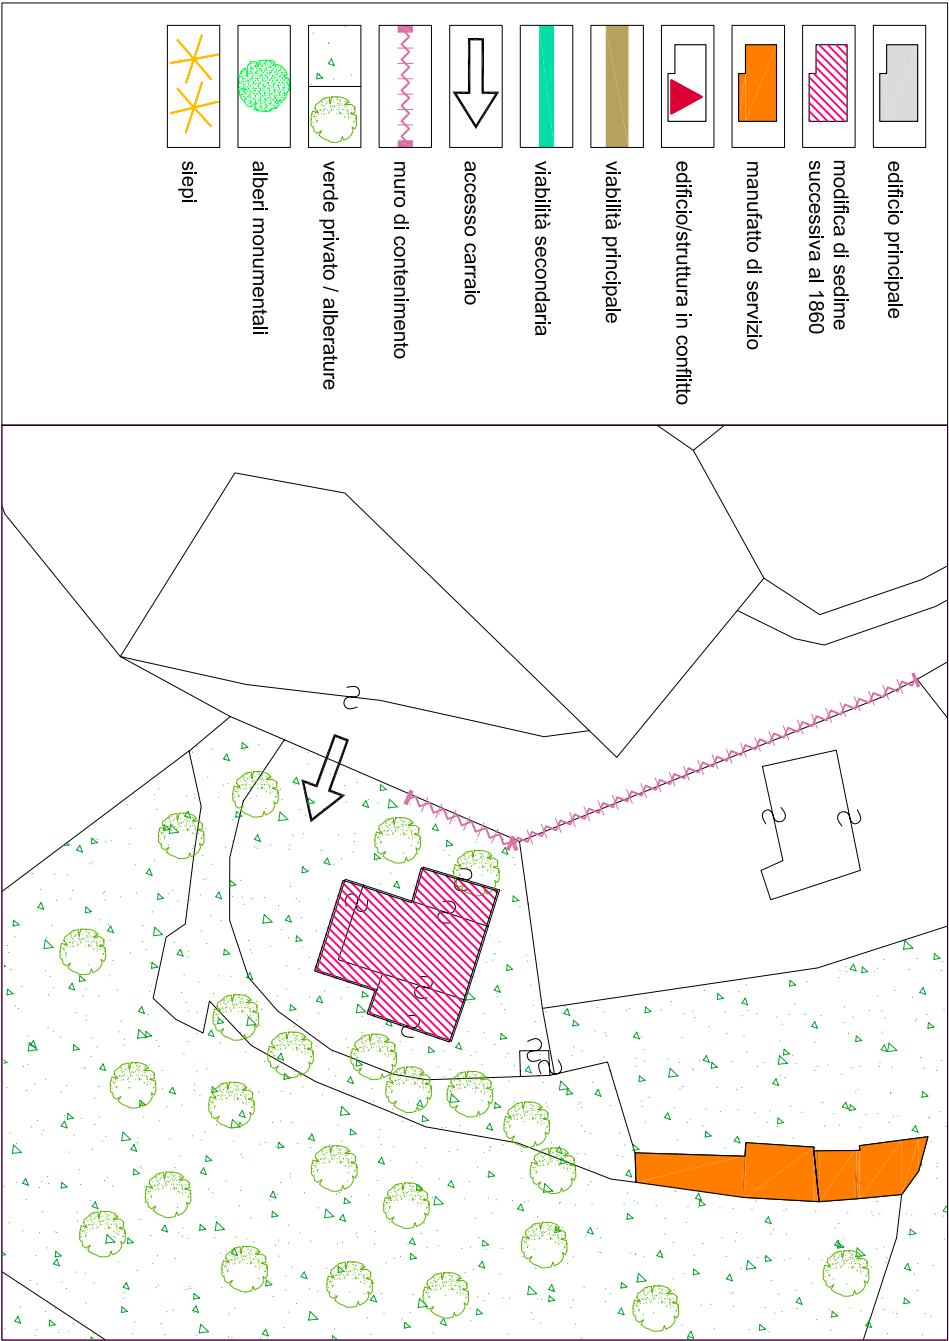 edificio principale
modifica di sedime
successiva al 1860
manufatto di servizio
edificio/struttura in conflitto
viabilità principale
viabilità secondaria
accesso carraio
muro di contenimento
verde privato / alberature
alberi monumentali
siepi